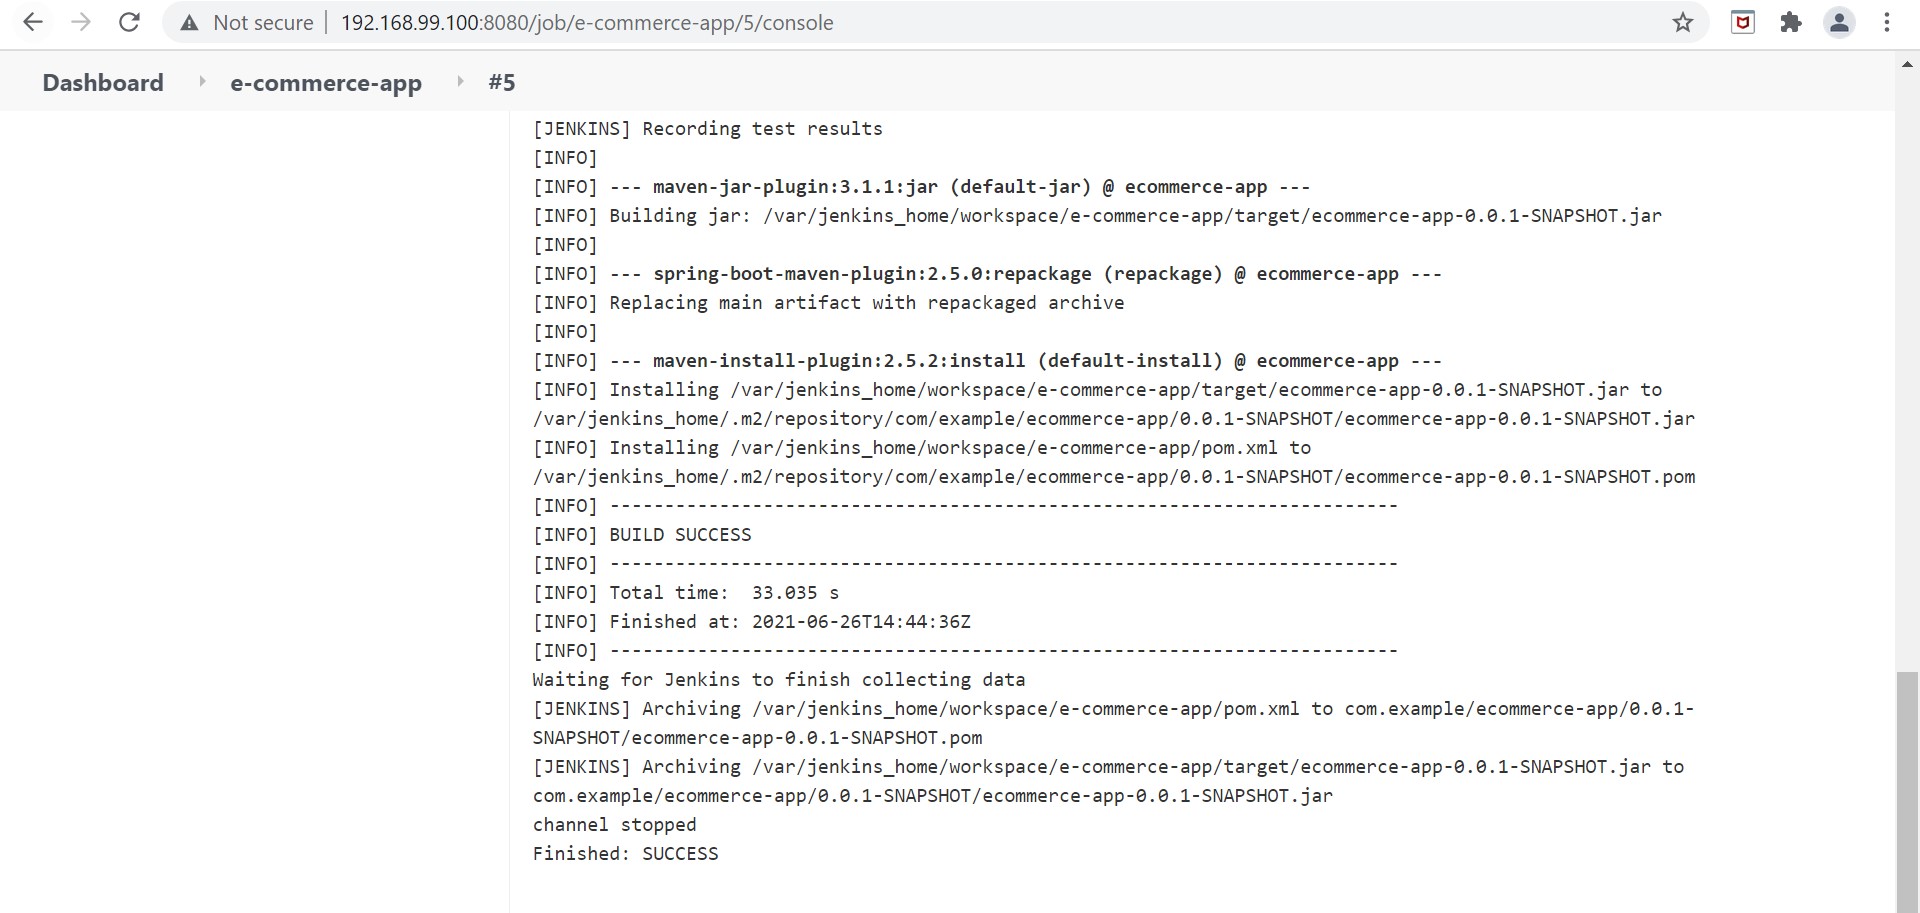 Not secure | 192.168.99.100:8080/job/e-commerce-app/5/console
Dashboard e-commerce-app #5
[JENKINS] Recording test results
[INFO]
[INFO] --- maven-jar-plugin:3.1.1:jar (default-jar) @ ecommerce-app ---
[INFO] Building jar: /var/jenkins_home/workspace/e-commerce-app/target/ecommerce-app-0.0.1-SNAPSHOT.jar
[INFO]
[INFO] --- spring-boot-maven-plugin:2.5.0:repackage (repackage) @ ecommerce-app ---
[INFO] Replacing main artifact with repackaged archive
[INFO]
[INFO] --- maven-install-plugin:2.5.2:install (default-install) @ ecommerce-app ---
[INFO] Installing /var/jenkins_home/workspace/e-commerce-app/target/ecommerce-app-0.0.1-SNAPSHOT.jar to
/var/jenkins_home/.m2/repository/com/example/ecommerce-app/0.0.1-SNAPSHOT/ecommerce-app-0.0.1-SNAPSHOT.jar
[INFO] Installing /var/jenkins_home/workspace/e-commerce-app/pom.xml to
/var/jenkins_home/.m2/repository/com/example/ecommerce-app/0.0.1-SNAPSHOT/ecommerce-app-0.0.1-SNAPSHOT.pom
[INFO] ------------------------------------------------------------------------
[INFO] BUILD SUCCESS
[INFO] ------------------------------------------------------------------------
[INFO] Total time:  33.035 s
[INFO] Finished at: 2021-06-26T14:44:36Z
[INFO] ------------------------------------------------------------------------
Waiting for Jenkins to finish collecting data
[JENKINS] Archiving /var/jenkins_home/workspace/e-commerce-app/pom.xml to com.example/ecommerce-app/0.0.1-
SNAPSHOT/ecommerce-app-0.0.1-SNAPSHOT.pom
[JENKINS] Archiving /var/jenkins_home/workspace/e-commerce-app/target/ecommerce-app-0.0.1-SNAPSHOT.jar to
com.example/ecommerce-app/0.0.1-SNAPSHOT/ecommerce-app-0.0.1-SNAPSHOT.jar
channel stopped
Finished: SUCCESS